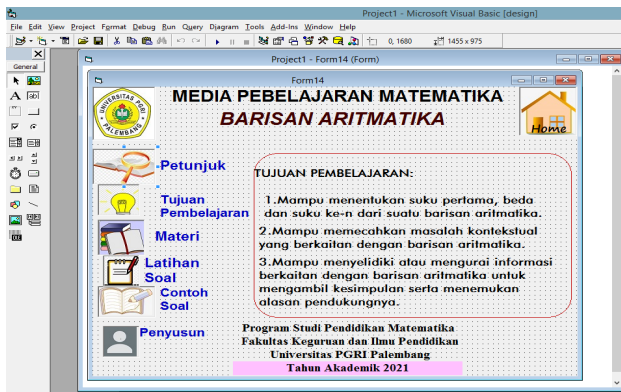 Project1 - Microsoft Visual Basic [design]
File Edit View Project Format Debug Run Query Diagram Tools Add-Ins Window Help
0, 1680 1455 x 975
General
Project1 - Form14 (Form)
Form14
UNIVERSITAS PGRI
PALEMBANG
MEDIA PEBELAJARAN MATEMATIKA
BARISAN ARITMATIKA
Home
Petunjuk
Tujuan
Pembelajaran
Materi
Latihan
Soal
Contoh
Soal
Penyusun
TUJUAN PEMBELAJARAN:
1.Mampu menentukan suku pertama, beda
dan suku ke-n dari suatu barisan aritmatika.
2.Mampu memecahkan masalah kontekstual
yang berkaitan dengan barisan aritmatika.
3.Mampu menyelidiki atau mengurai informasi
berkaitan dengan barisan aritmatika untuk
mengambil kesimpulan serta menemukan
alasan pendukungnya.
Program Studi Pendidikan Matematika
Fakultas Keguruan dan Ilmu Pendidikan
Universitas PGRI Palembang
Tahun Akademik 2021